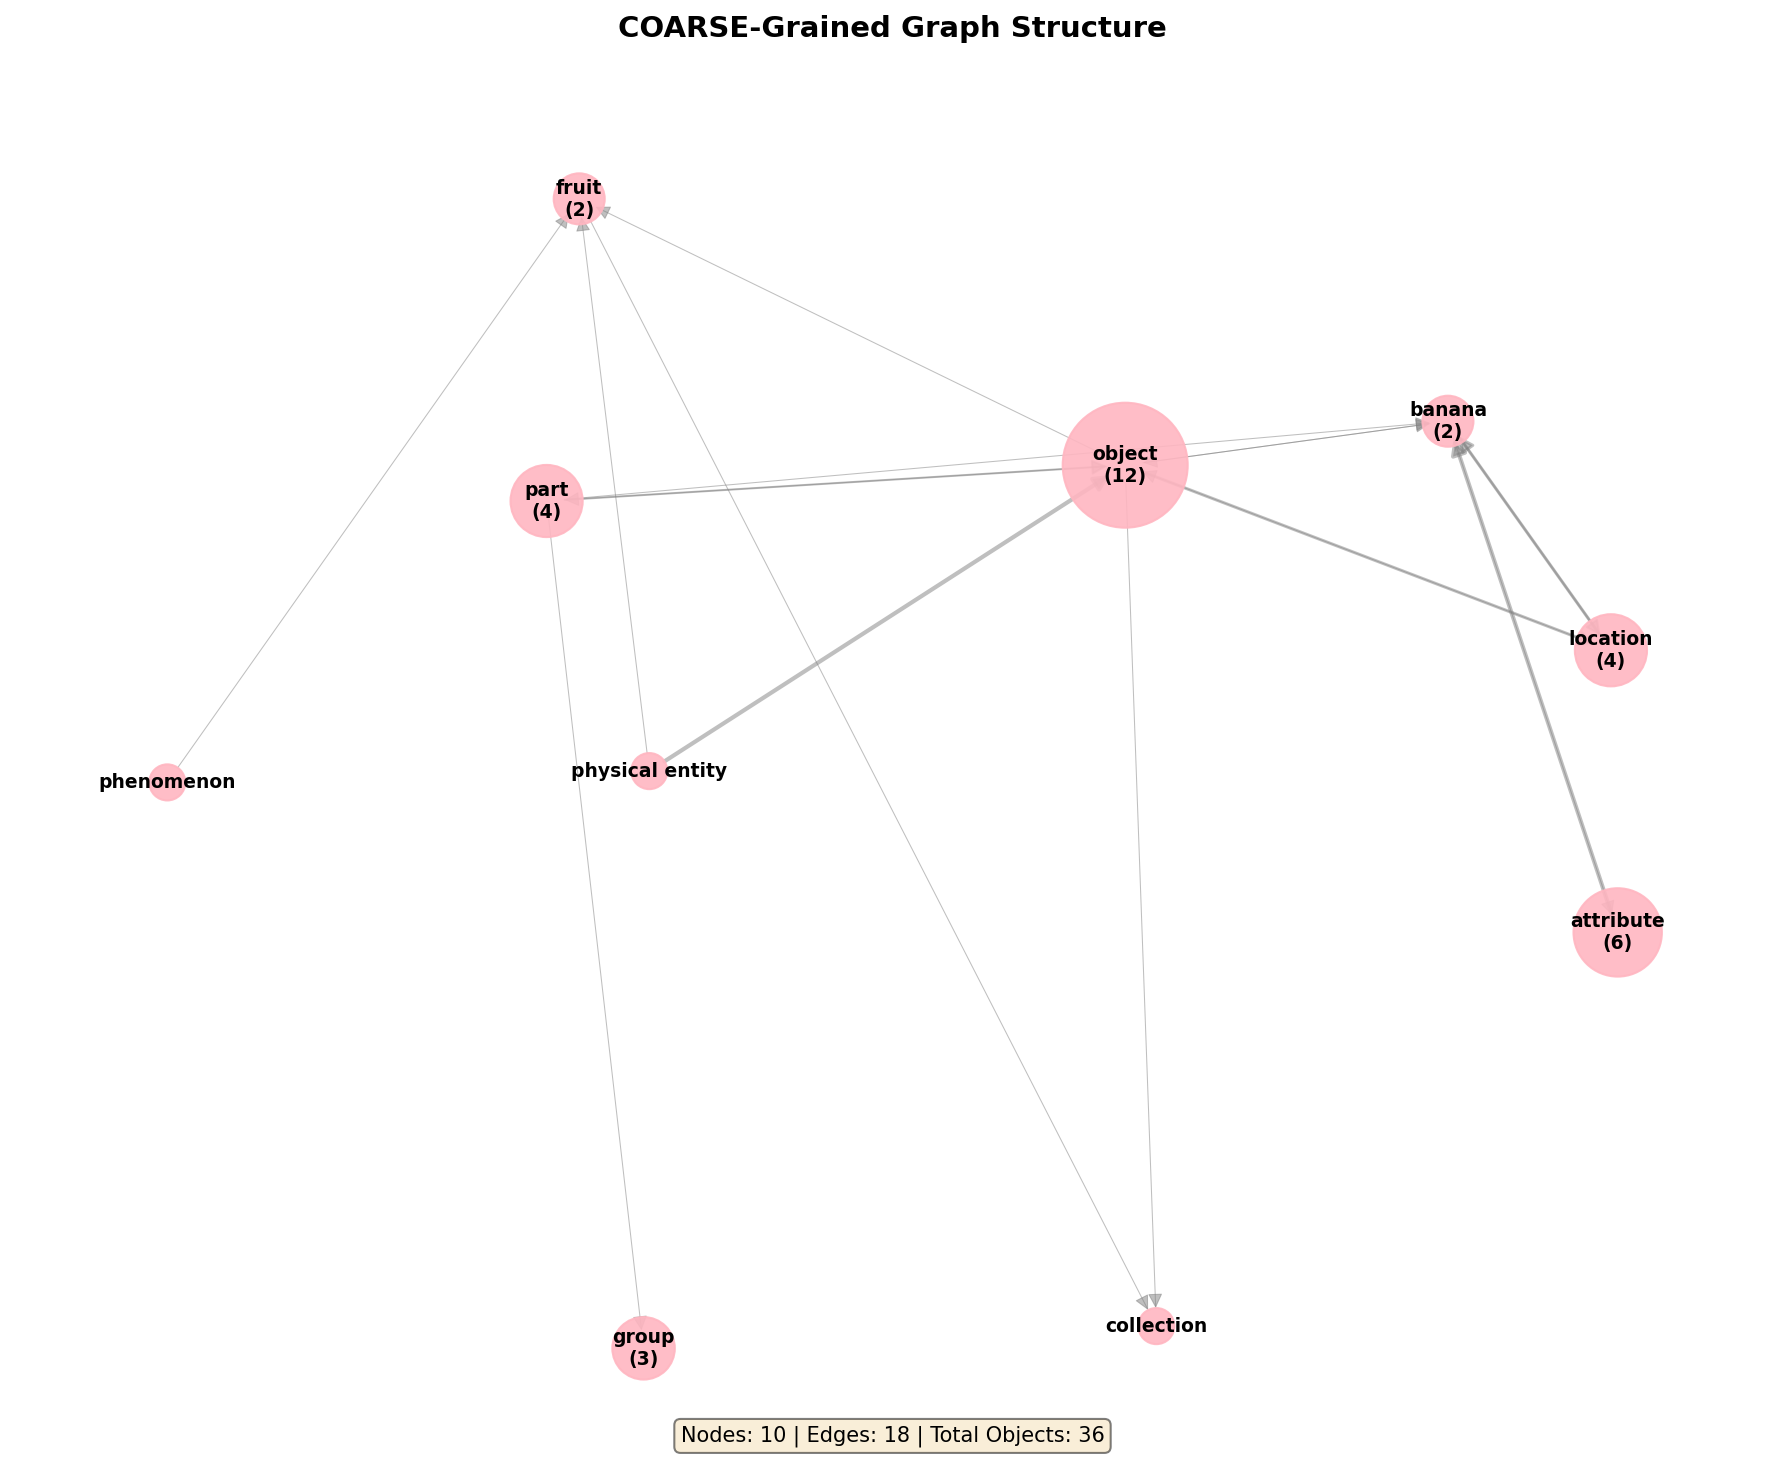 COARSE-Grained Graph Structure
fruit
(2)
banana
(2)
object
(12)
part
(4)
location
(4)
phenomenon
physical entity
attribute
(6)
group
(3)
collection
Nodes: 10 | Edges: 18 | Total Objects: 36